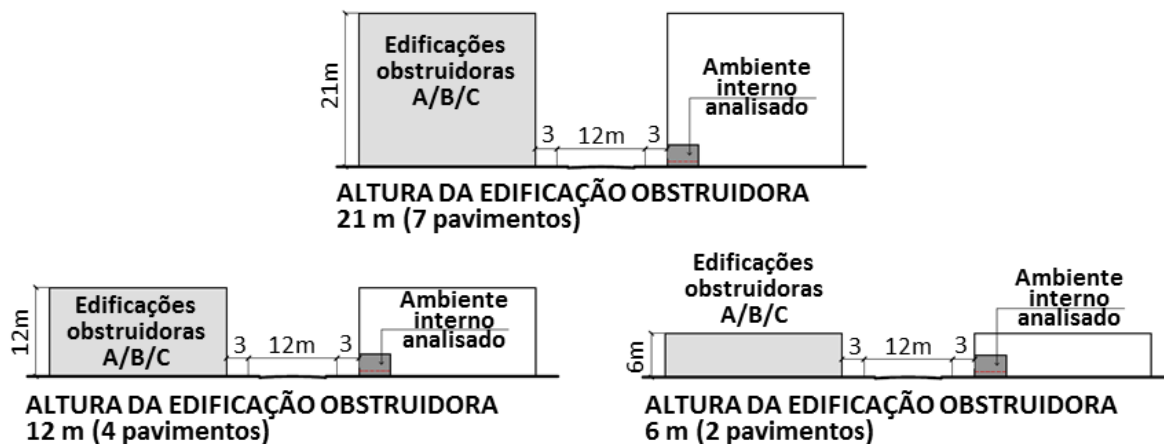 Edificações
obstruidoras
A/B/C
Ambiente
interno
analisado
21m
3 12m 3
ALTURA DA EDIFICAÇÃO OBSTRUIDORA
21 m (7 pavimentos)
Edificações
obstruidoras
A/B/C
Ambiente
interno
analisado
12m
3 12m 3
ALTURA DA EDIFICAÇÃO OBSTRUIDORA
12 m (4 pavimentos)
Edificações
obstruidoras
A/B/C
Ambiente
interno
analisado
6m
3 12m 3
ALTURA DA EDIFICAÇÃO OBSTRUIDORA
6 m (2 pavimentos)